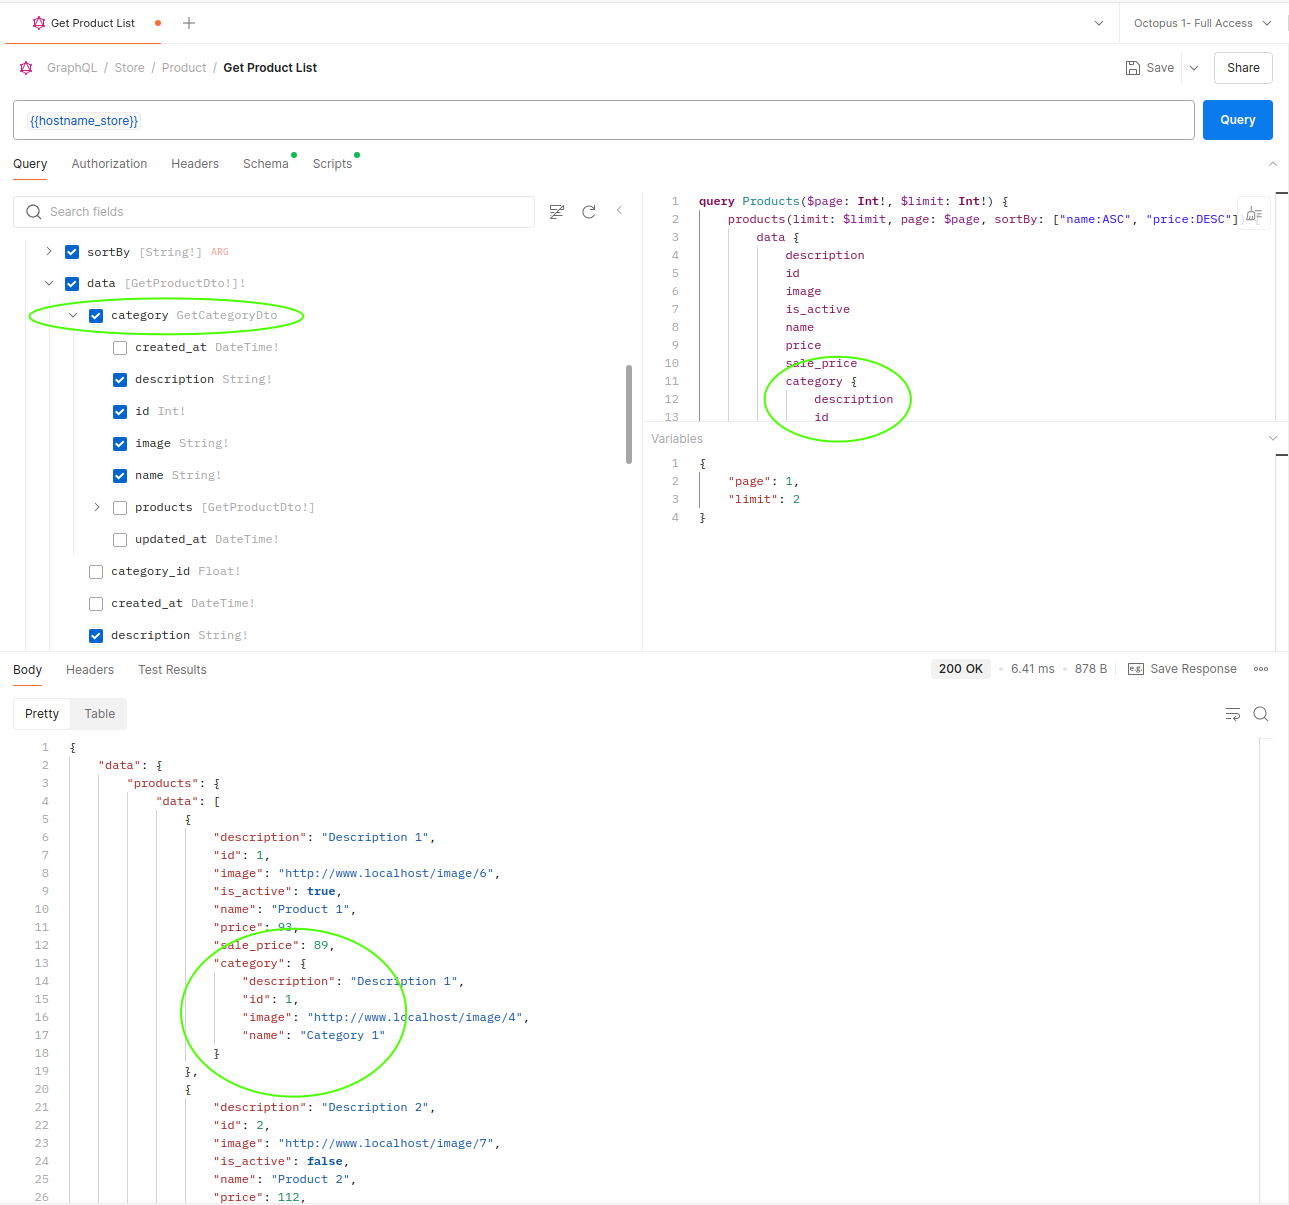 Get Product List
Octopus 1- Full Access
GraphQL / Store / Product / Get Product List
Save
Share
{{hostname_store}}
Query
Query Authorization Headers Schema Scripts
Search fields
sortBy [String!] ARG
data [GetProductDto!]!
category GetCategoryDto
created_at DateTime!
description String!
id Int!
image String!
name String!
products [GetProductDto!]
updated_at DateTime!
category_id Float!
created_at DateTime!
description String!
1 query Products($page: Int!, $limit: Int!) {
2 products(limit: $limit, page: $page, sortBy: ["name:ASC", "price:DESC"])
3 data {
4 description
5 id
6 image
7 is_active
8 name
9 price
10 sale_price
11 category {
12 description
13 id
Variables
1 {
2 "page": 1,
3 "limit": 2
4 }
Body Headers Test Results
200 OK • 6.41 ms • 878 B
e.g. Save Response
Pretty Table
1 {
2 "data": {
3 "products": {
4 "data": [
5 {
6 "description": "Description 1",
7 "id": 1,
8 "image": "http://www.localhost/image/6",
9 "is_active": true,
10 "name": "Product 1",
11 "price": 93,
12 "sale_price": 89,
13 "category": {
14 "description": "Description 1",
15 "id": 1,
16 "image": "http://www.localhost/image/4",
17 "name": "Category 1"
18 }
19 },
20 {
21 "description": "Description 2",
22 "id": 2,
23 "image": "http://www.localhost/image/7",
24 "is_active": false,
25 "name": "Product 2",
26 "price": 112,